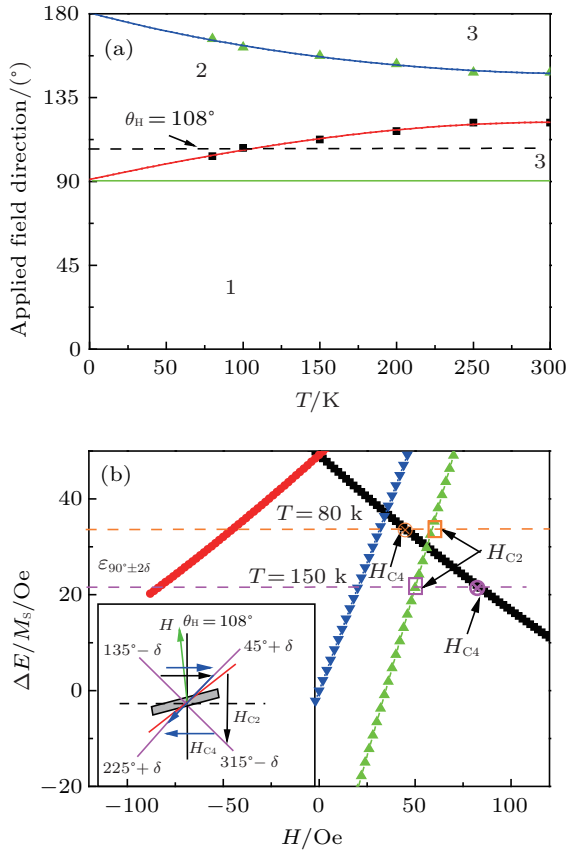 180
(a)
3
2
135
θH = 108°
3
90
45
1
0
0 50 100 150 200 250 300
Applied field direction/(°)
T/K
(b)
40
T = 80 k
ε90°±2δ
HC4
HC2
T = 150 k
20
HC4
H
θH = 108°
135° − δ
45° + δ
HC2
HC4
225° + δ
315° − δ
0
−20
−100 −50 0 50 100
ΔE/Ms/Oe
H/Oe